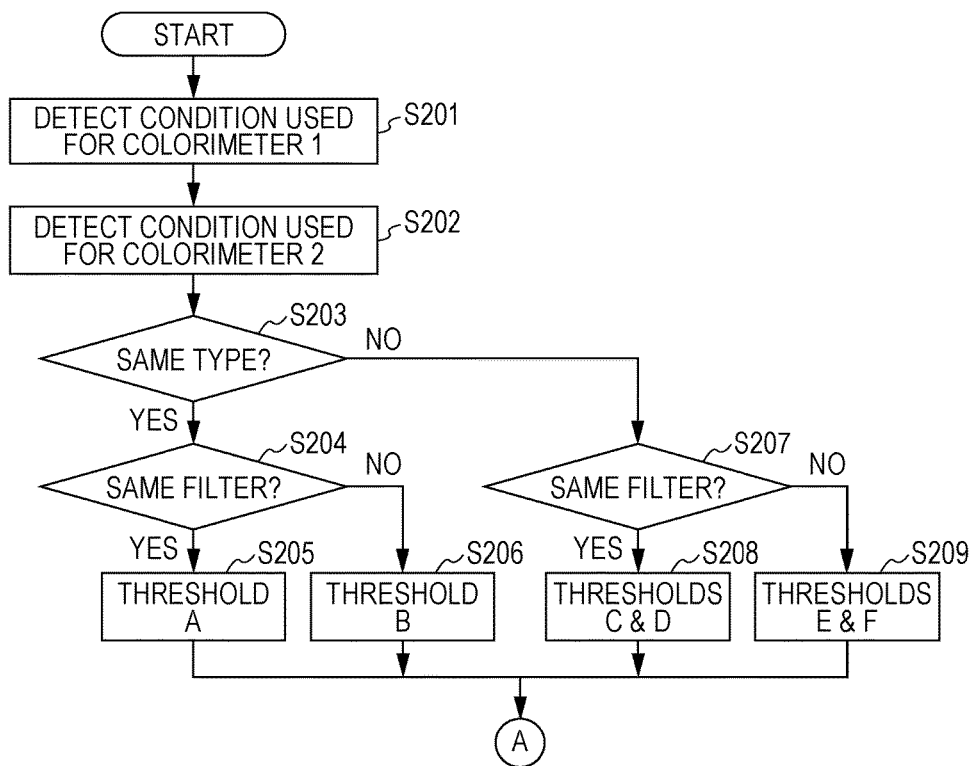 START
DETECT CONDITION USED
FOR COLORIMETER 1
S201
DETECT CONDITION USED
FOR COLORIMETER 2
S202
S203
SAME TYPE?
NO
YES
S204
SAME FILTER?
NO
S207
SAME FILTER?
NO
YES
S205
THRESHOLD
A
S206
THRESHOLD
B
YES
S208
THRESHOLDS
C & D
S209
THRESHOLDS
E & F
A